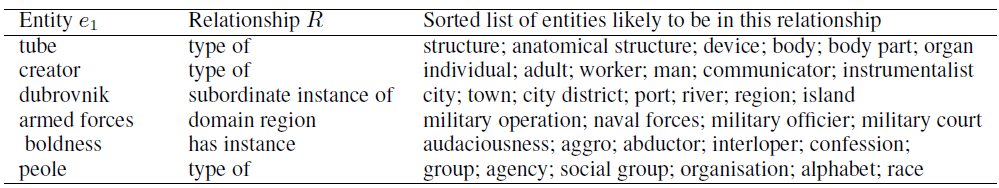 Entity e₁ Relationship R Sorted list of entities likely to be in this relationship
tube type of structure; anatomical structure; device; body; body part; organ
creator type of individual; adult; worker; man; communicator; instrumentalist
dubrovnik subordinate instance of city; town; city district; port; river; region; island
armed forces domain region military operation; naval forces; military officier; military court
boldness has instance audaciousness; aggro; abductor; interloper; confession;
peole type of group; agency; social group; organisation; alphabet; race